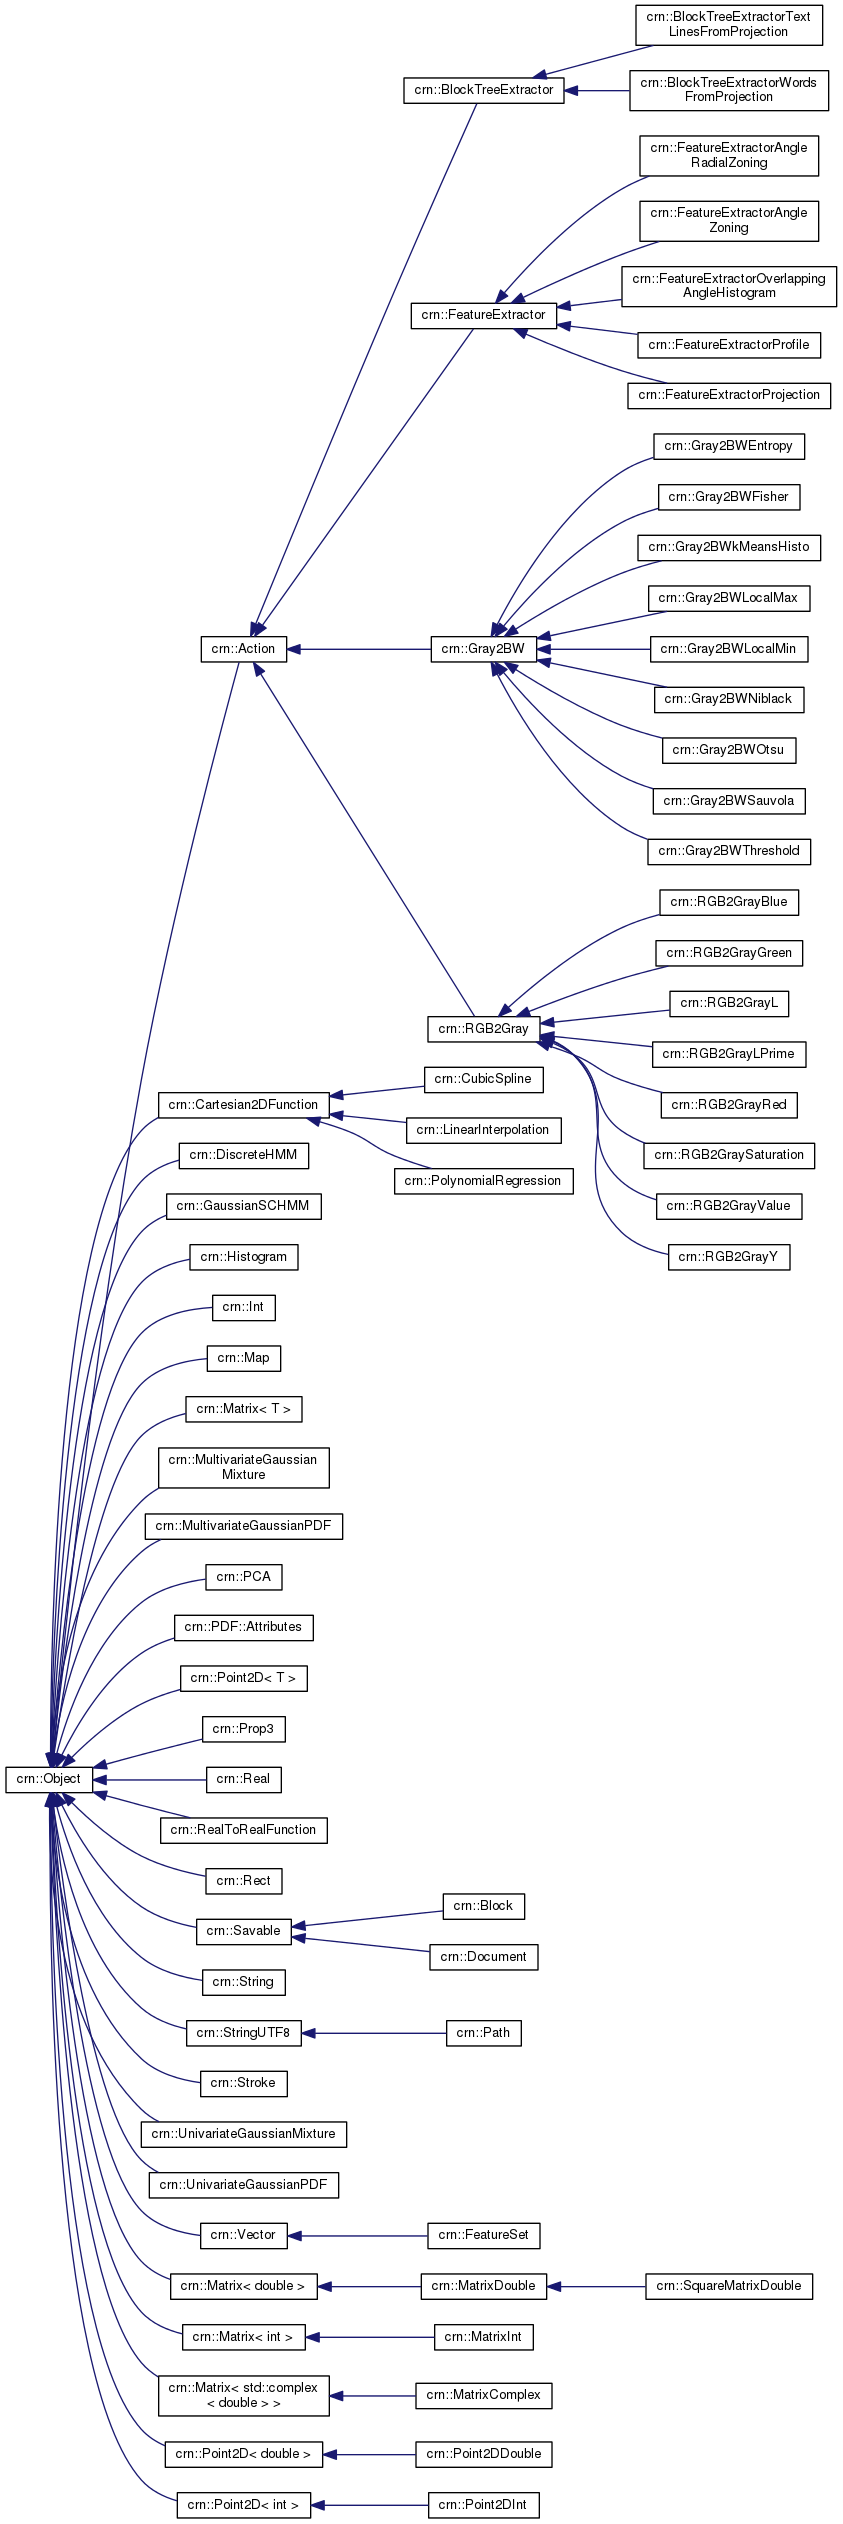 crn::BlockTreeExtractorText
LinesFromProjection
crn::BlockTreeExtractor
crn::BlockTreeExtractorWords
FromProjection
crn::FeatureExtractorAngle
RadialZoning
crn::FeatureExtractorAngle
Zoning
crn::FeatureExtractorOverlapping
AngleHistogram
crn::FeatureExtractor
crn::FeatureExtractorProfile
crn::FeatureExtractorProjection
crn::Gray2BWEntropy
crn::Gray2BWFisher
crn::Gray2BWkMeansHisto
crn::Gray2BWLocalMax
crn::Action
crn::Gray2BW
crn::Gray2BWLocalMin
crn::Gray2BWNiblack
crn::Gray2BWOtsu
crn::Gray2BWSauvola
crn::Gray2BWThreshold
crn::RGB2GrayBlue
crn::RGB2GrayGreen
crn::RGB2GrayL
crn::RGB2Gray
crn::RGB2GrayLPrime
crn::CubicSpline
crn::Cartesian2DFunction
crn::RGB2GrayRed
crn::LinearInterpolation
crn::DiscreteHMM
crn::RGB2GraySaturation
crn::PolynomialRegression
crn::GaussianSCHMM
crn::RGB2GrayValue
crn::Histogram
crn::RGB2GrayY
crn::Int
crn::Map
crn::Matrix< T >
crn::MultivariateGaussian
Mixture
crn::MultivariateGaussianPDF
crn::PCA
crn::PDF::Attributes
crn::Point2D< T >
crn::Prop3
crn::Object
crn::Real
crn::RealToRealFunction
crn::Rect
crn::Block
crn::Savable
crn::Document
crn::String
crn::StringUTF8
crn::Path
crn::Stroke
crn::UnivariateGaussianMixture
crn::UnivariateGaussianPDF
crn::Vector
crn::FeatureSet
crn::Matrix< double >
crn::MatrixDouble
crn::SquareMatrixDouble
crn::Matrix< int >
crn::MatrixInt
crn::Matrix< std::complex
< double > >
crn::MatrixComplex
crn::Point2D< double >
crn::Point2DDouble
crn::Point2D< int >
crn::Point2DInt